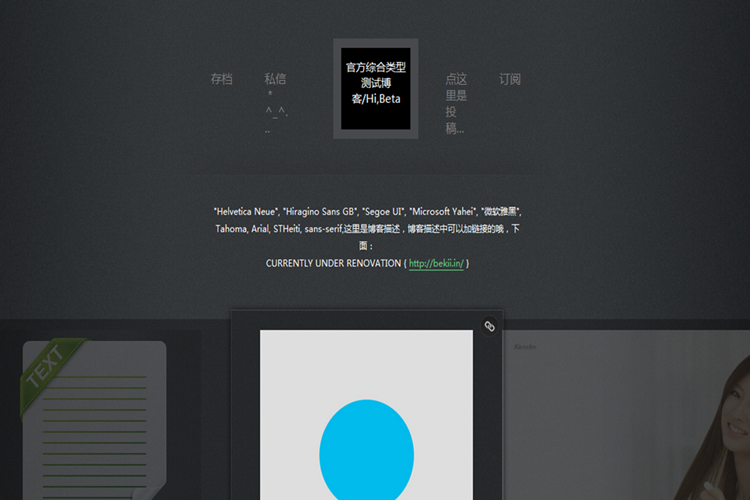 存档
私信
*
^_^.
..
官方综合类型
测试博
客/Hi,Beta
点这
里是
投
稿...
订阅
"Helvetica Neue", "Hiragino Sans GB", "Segoe UI", "Microsoft Yahei", "微软雅黑",
Tahoma, Arial, STHeiti, sans-serif,这里是博客描述，博客描述中可以加链接的哦，下
面：
CURRENTLY UNDER RENOVATION ( http://bekii.in/ )
TEXT